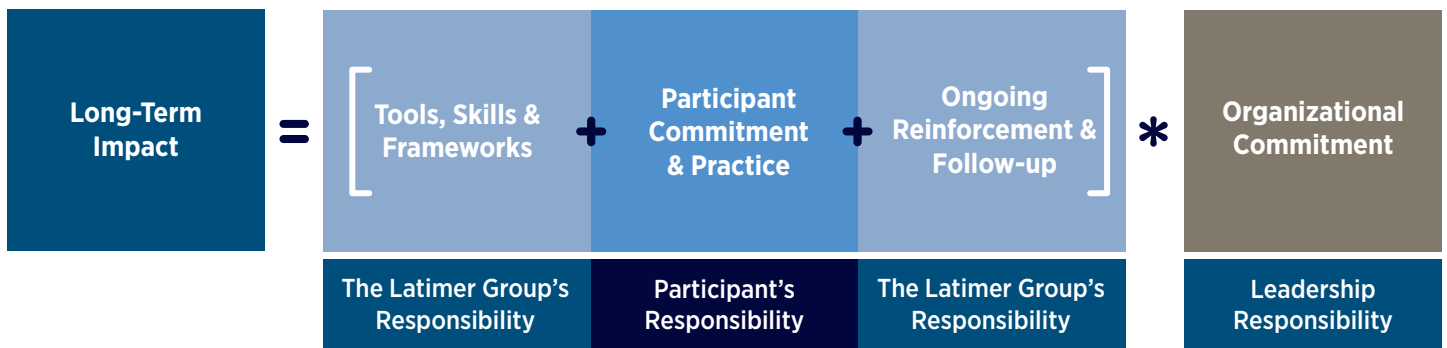 Long-Term
Impact
=
[
Tools, Skills &
Frameworks
+
Participant
Commitment
& Practice
+
Ongoing
Reinforcement &
Follow-up
]
*
Organizational
Commitment
The Latimer Group’s
Responsibility
Participant’s
Responsibility
The Latimer Group’s
Responsibility
Leadership
Responsibility